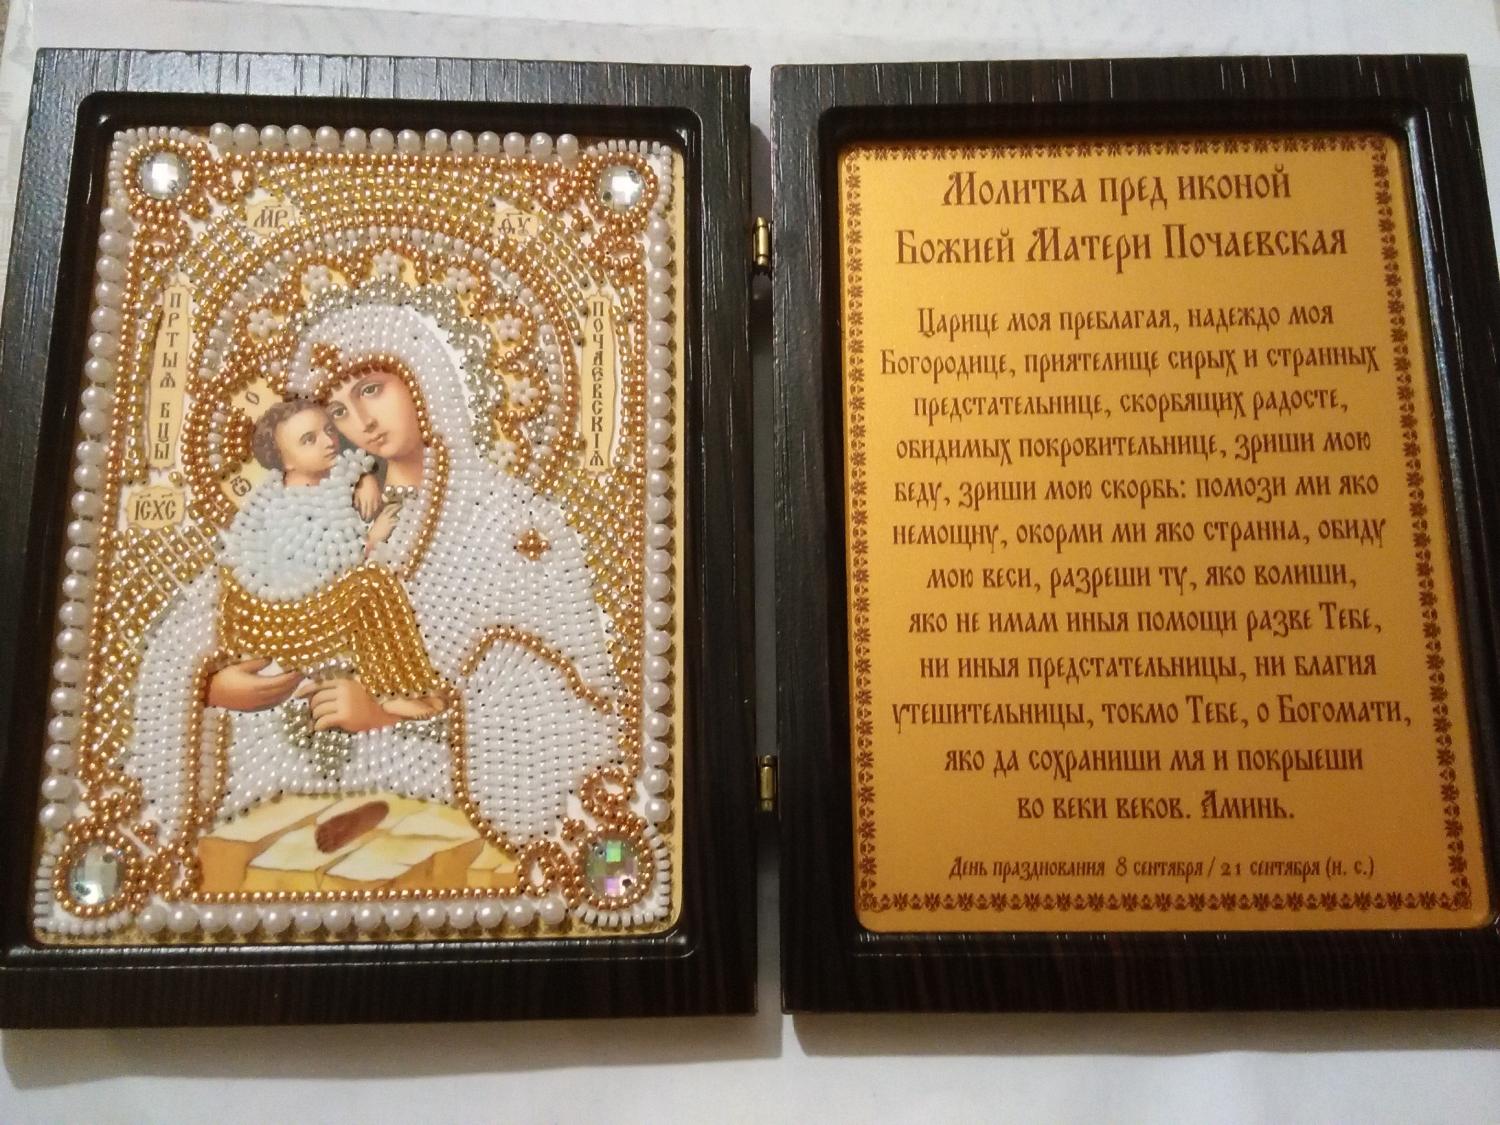 МР ѲУ
ПРТЫѦ БЦЫ
ПОЧАЕВСКІѦ
О
Ѿ
ІС ХС
Молитва пред иконой
Божией Матери Почаевская
Царице моя преблагая, надеждо моя
Богородице, приятелище сирых и странных
предстательнице, скорбящих радосте,
обидимых покровительнице, зриши мою
беду, зриши мою скорбь: помози ми яко
немощну, окорми ми яко странна, обиду
мою веси, разреши ту, яко волиши,
яко не имам иныя помощи разве Тебе,
ни иныя предстательницы, ни благия
утешительницы, токмо Тебе, о Богомати,
яко да сохраниши мя и покрыеши
во веки веков. Аминь.
День празднования 8 сентября / 21 сентября (н. с.)